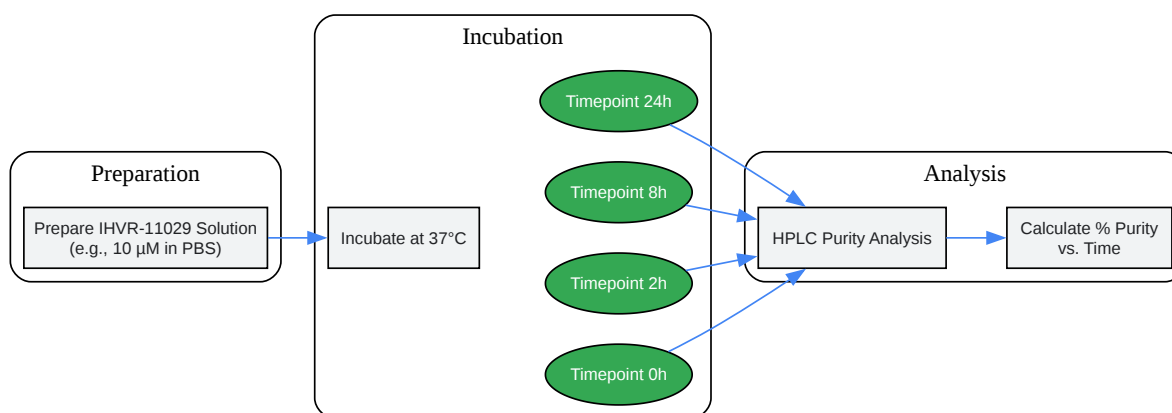 Preparation
Prepare IHVR-11029 Solution
(e.g., 10 µM in PBS)
Incubation
Incubate at 37°C
Timepoint 24h
Timepoint 8h
Timepoint 2h
Timepoint 0h
Analysis
HPLC Purity Analysis
Calculate % Purity
vs. Time